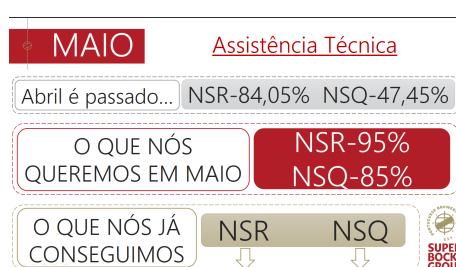 MAIO
Assistência Técnica
Abril é passado... NSR-84,05% NSQ-47,45%
O QUE NÓS
QUEREMOS EM MAIO
NSR-95%
NSQ-85%
O QUE NÓS JÁ
CONSEGUIMOS
NSR NSQ
SUPER
BOCK